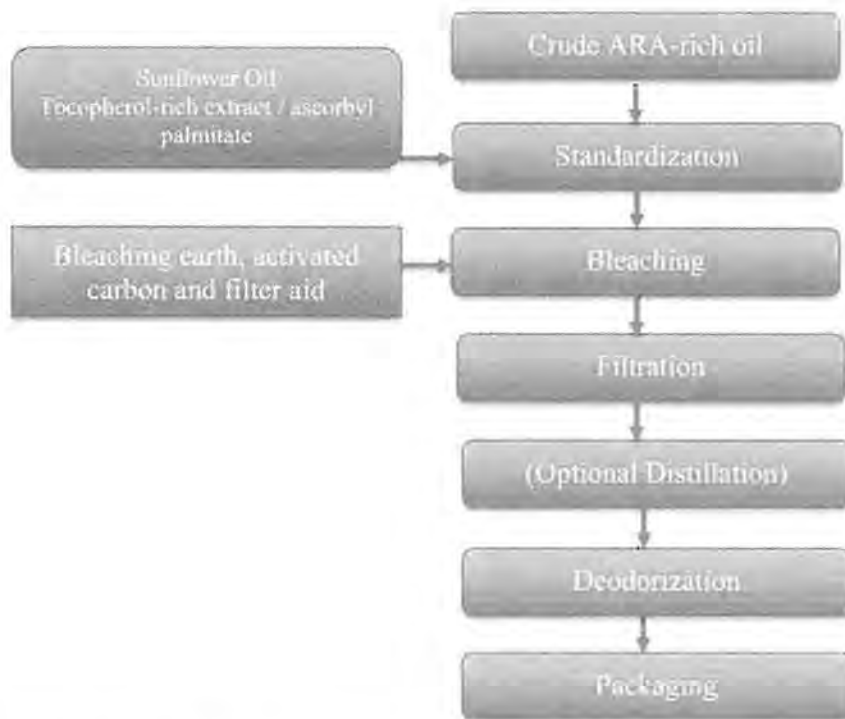 Crude ARA-rich oil
Sunflower Oil
Tocopherol-rich extract / ascorbyl
palmitate
Standardization
Bleaching earth, activated
carbon and filter aid
Bleaching
Filtration
(Optional Distillation)
Deodorization
Packaging